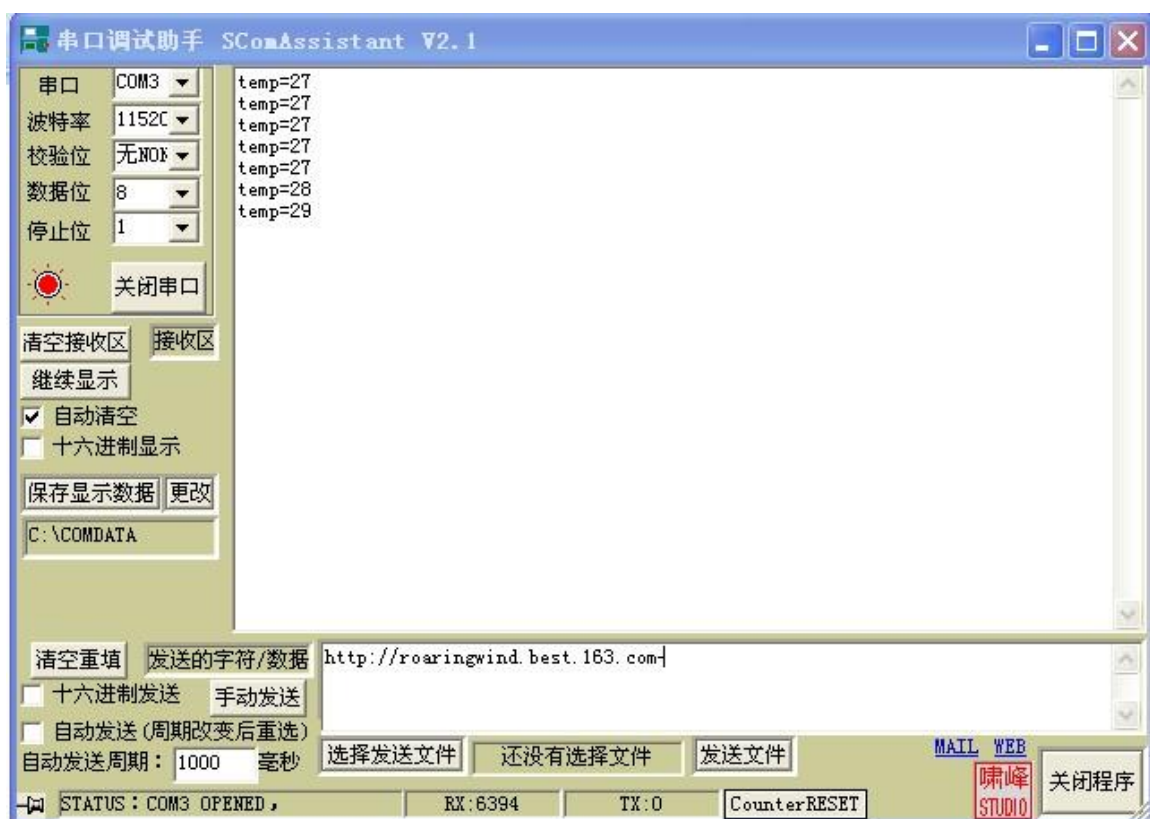 串口调试助手 SComAssistant V2.1
串口 COM3
波特率 11520
校验位 无NON
数据位 8
停止位 1
关闭串口
清空接收区 接收区
继续显示
自动清空
十六进制显示
保存显示数据 更改
C:\COMDATA
temp=27
temp=27
temp=27
temp=27
temp=27
temp=28
temp=29
清空重填 发送的字符/数据 http://roaringwind.best.163.com
十六进制发送 手动发送
自动发送(周期改变后重选)
自动发送周期: 1000 毫秒 选择发送文件 还没有选择文件 发送文件
MAIL WEB
啸峰
STUDIO
关闭程序
STATUS:COM3 OPENED, RX:6394 TX:0 CounterRESET